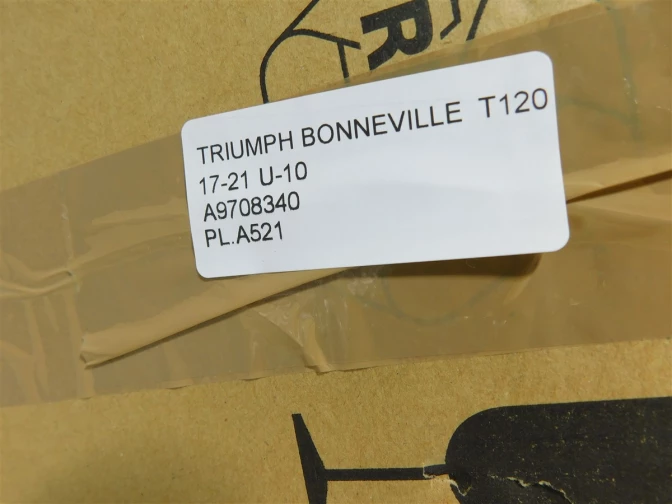 R
TRIUMPH BONNEVILLE T120
17-21 U-10
A9708340
PL.A521